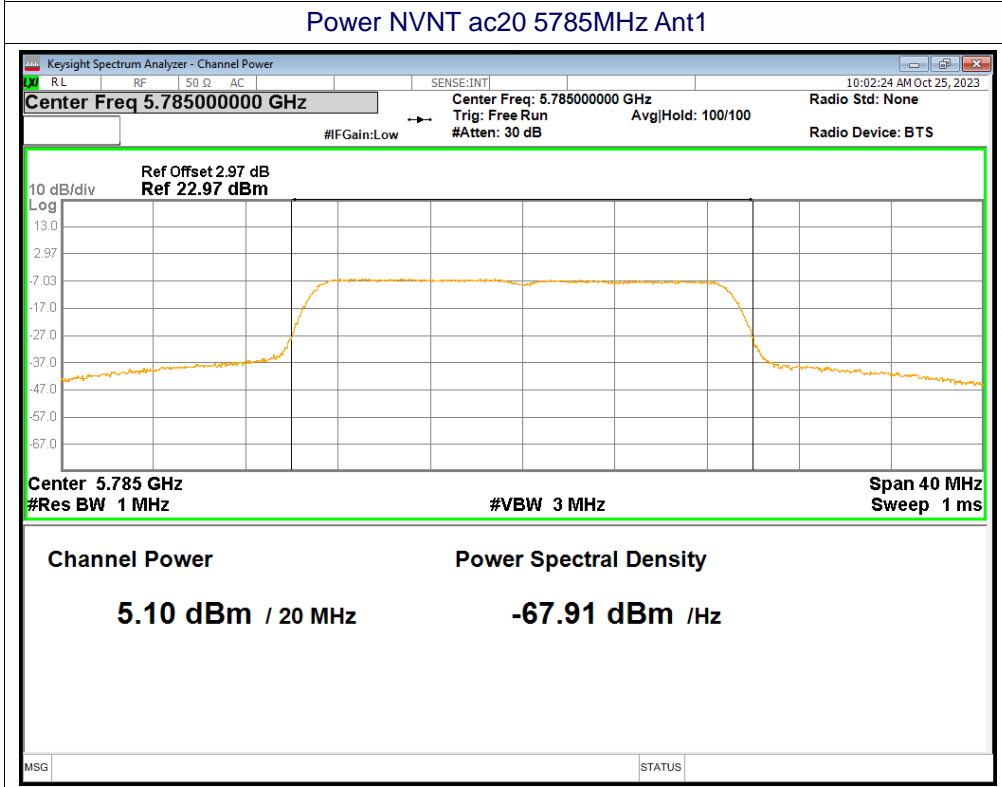 Power NVNT ac20 5785MHz Ant1
Keysight Spectrum Analyzer - Channel Power
LXI RL RF 50 Ω AC SENSE:INT 10:02:24 AM Oct 25, 2023
Center Freq 5.785000000 GHz
Center Freq: 5.785000000 GHz
Radio Std: None
Trig: Free Run Avg|Hold: 100/100
#IFGain:Low #Atten: 30 dB Radio Device: BTS
Ref Offset 2.97 dB
10 dB/div Ref 22.97 dBm
Log
13.0
2.97
-7.03
-17.0
-27.0
-37.0
-47.0
-57.0
-67.0
Center 5.785 GHz Span 40 MHz
#Res BW 1 MHz #VBW 3 MHz Sweep 1 ms
Channel Power Power Spectral Density
5.10 dBm / 20 MHz -67.91 dBm /Hz
MSG STATUS